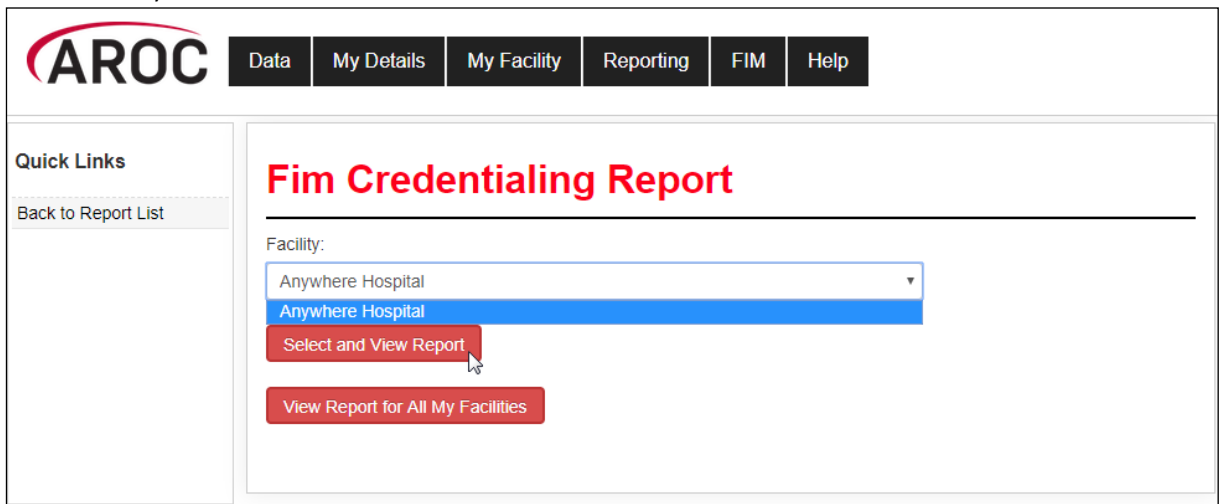 AROC
Data My Details My Facility Reporting FIM Help
Quick Links
Back to Report List
Fim Credentialing Report
Facility:
Anywhere Hospital
Anywhere Hospital
Select and View Report
View Report for All My Facilities